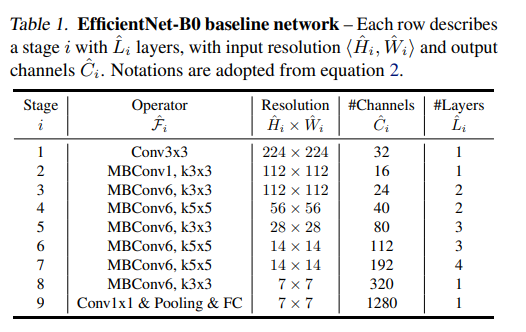 Table 1. EfficientNet-B0 baseline network – Each row describes
a stage i with L̂ᵢ layers, with input resolution ⟨Ĥᵢ, Ŵᵢ⟩ and output
channels Ĉᵢ. Notations are adopted from equation 2.
Stage Operator Resolution #Channels #Layers
i F̂ᵢ Ĥᵢ × Ŵᵢ Ĉᵢ L̂ᵢ
1 Conv3x3 224 × 224 32 1
2 MBConv1, k3x3 112 × 112 16 1
3 MBConv6, k3x3 112 × 112 24 2
4 MBConv6, k5x5 56 × 56 40 2
5 MBConv6, k3x3 28 × 28 80 3
6 MBConv6, k5x5 14 × 14 112 3
7 MBConv6, k5x5 14 × 14 192 4
8 MBConv6, k3x3 7 × 7 320 1
9 Conv1x1 & Pooling & FC 7 × 7 1280 1